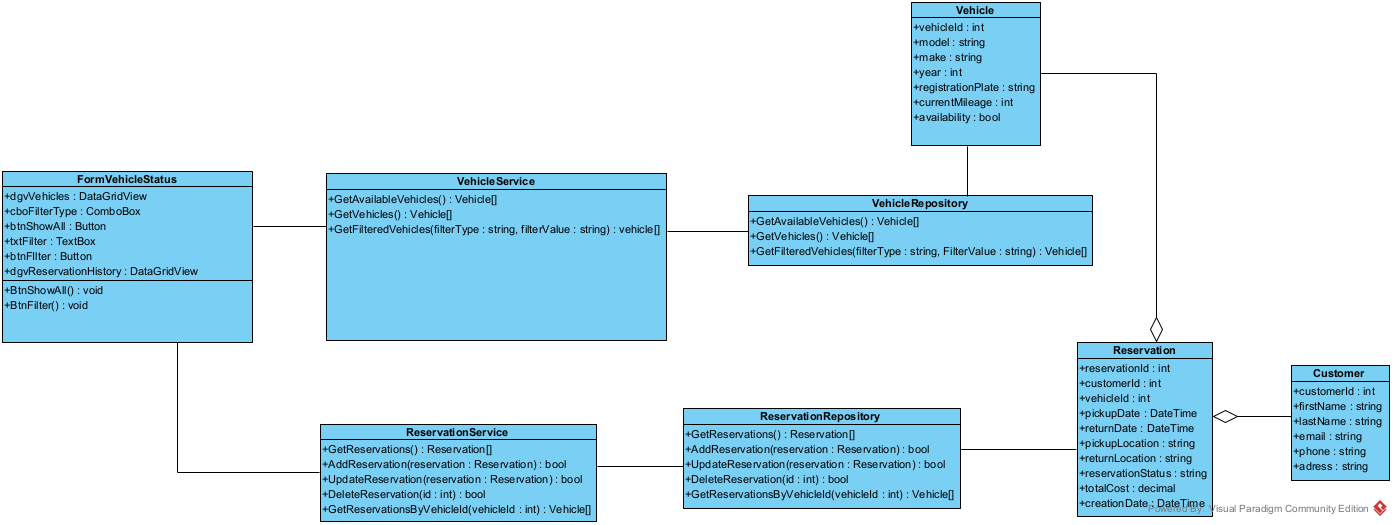 Vehicle
+vehicleId : int
+model : string
+make : string
+year : int
+registrationPlate : string
+currentMileage : int
+availability : bool
FormVehicleStatus
+dgvVehicles : DataGridView
+cboFilterType : ComboBox
+btnShowAll : Button
+txtFilter : TextBox
+btnFIlter : Button
+dgvReservationHistory : DataGridView
+BtnShowAll() : void
+BtnFilter() : void
VehicleService
+GetAvailableVehicles() : Vehicle[]
+GetVehicles() : Vehicle[]
+GetFilteredVehicles(filterType : string, filterValue : string) : vehicle[]
VehicleRepository
+GetAvailableVehicles() : Vehicle[]
+GetVehicles() : Vehicle[]
+GetFilteredVehicles(filterType : string, FilterValue : string) : Vehicle[]
Reservation
+reservationId : int
+customerId : int
+vehicleId : int
+pickupDate : DateTime
+returnDate : DateTime
+pickupLocation : string
+returnLocation : string
+reservationStatus : string
+totalCost : decimal
+creationDate : DateTime
Customer
+customerId : int
+firstName : string
+lastName : string
+email : string
+phone : string
+adress : string
ReservationService
+GetReservations() : Reservation[]
+AddReservation(reservation : Reservation) : bool
+UpdateReservation(reservation : Reservation) : bool
+DeleteReservation(id : int) : bool
+GetReservationsByVehicleId(vehicleId : int) : Vehicle[]
ReservationRepository
+GetReservations() : Reservation[]
+AddReservation(reservation : Reservation) : bool
+UpdateReservation(reservation : Reservation) : bool
+DeleteReservation(id : int) : bool
+GetReservationsByVehicleId(vehicleId : int) : Vehicle[]
Powered By Visual Paradigm Community Edition